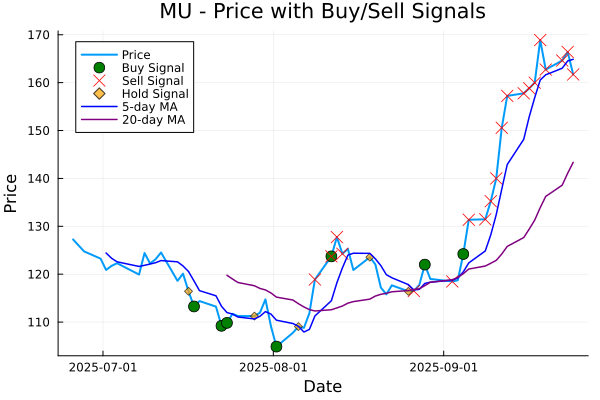 MU - Price with Buy/Sell Signals
Price
Buy Signal
Sell Signal
Hold Signal
5-day MA
20-day MA
170
160
150
140
130
120
110
Price
2025-07-01
2025-08-01
2025-09-01
Date